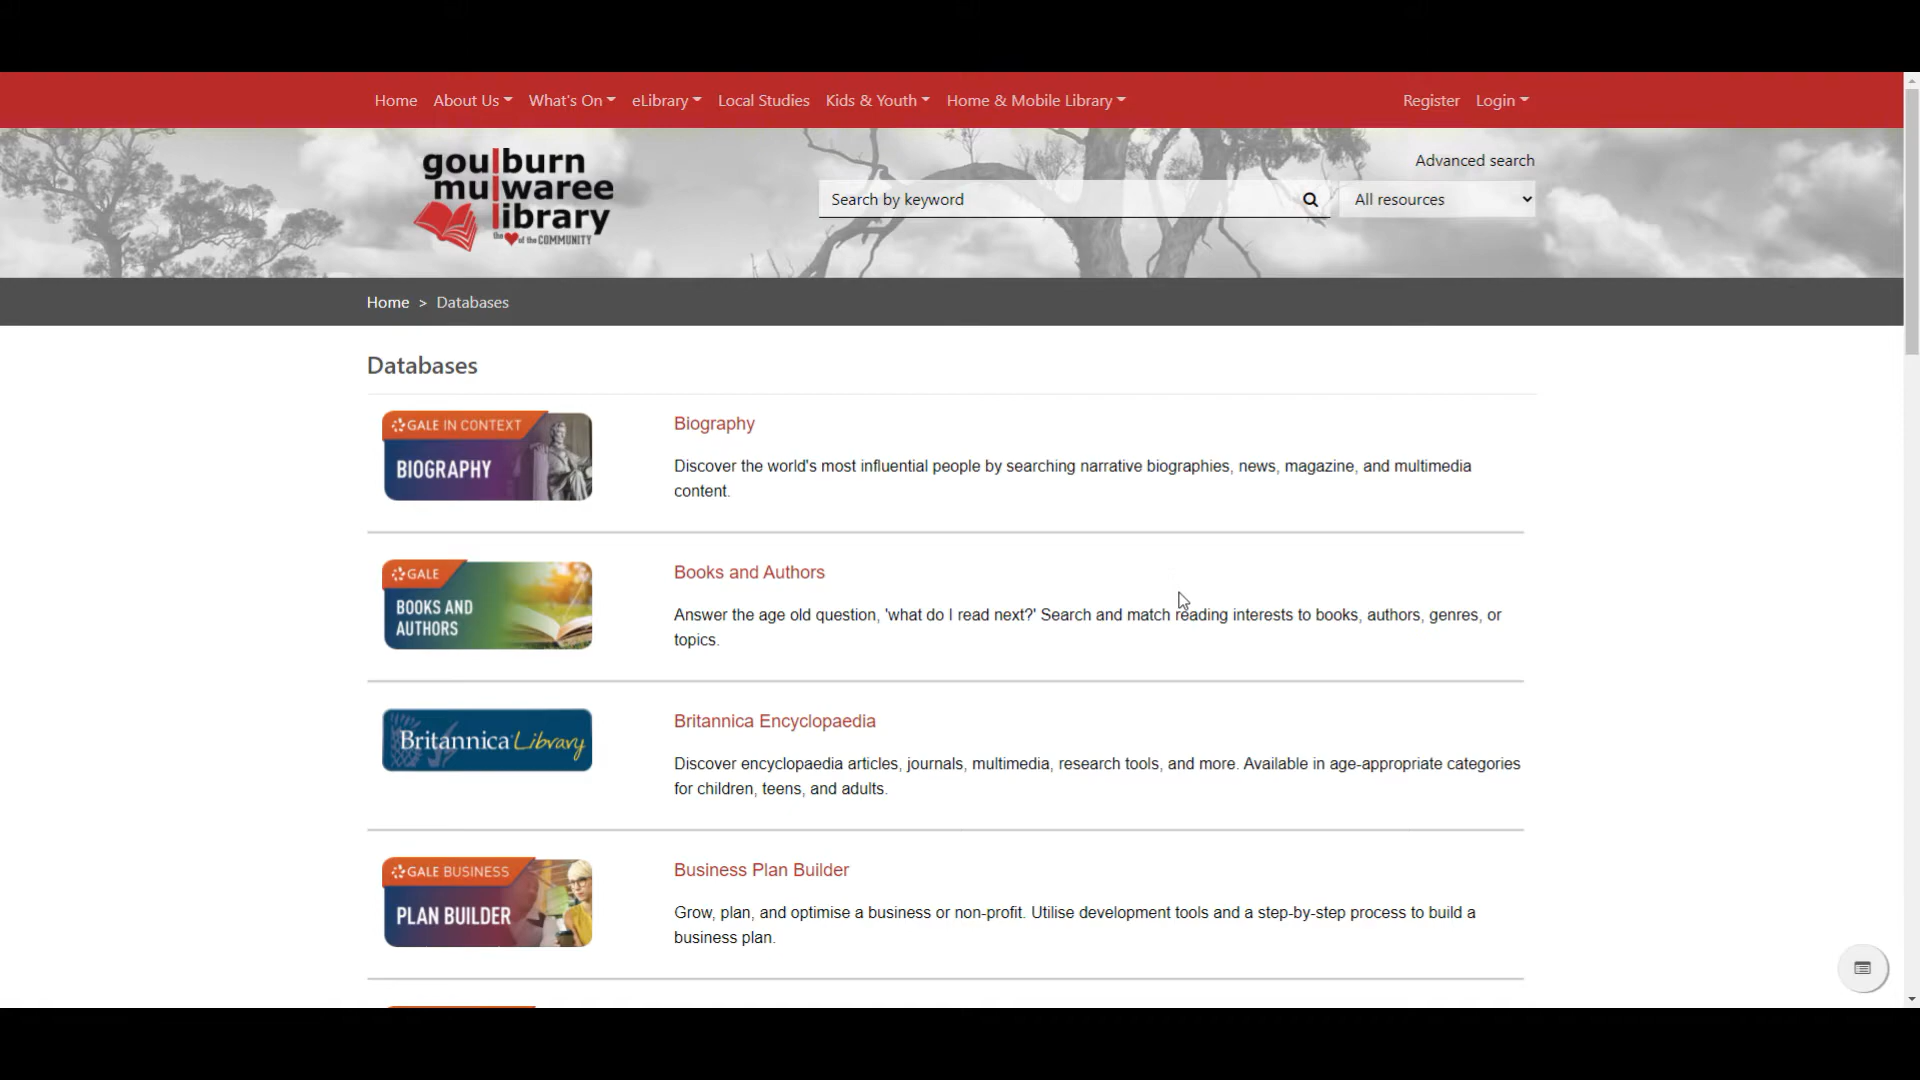 Home About Us What's On eLibrary Local Studies Kids & Youth Home & Mobile Library Register Login
goulburn
mulwaree
library
the of the COMMUNITY
Advanced search
Search by keyword All resources
Home > Databases
Databases
GALE IN CONTEXT
BIOGRAPHY
Biography
Discover the world's most influential people by searching narrative biographies, news, magazine, and multimedia
content.
GALE
BOOKS AND
AUTHORS
Books and Authors
Answer the age old question, 'what do I read next?' Search and match reading interests to books, authors, genres, or
topics.
Britannica Library
Britannica Encyclopaedia
Discover encyclopaedia articles, journals, multimedia, research tools, and more. Available in age-appropriate categories
for children, teens, and adults.
GALE BUSINESS
PLAN BUILDER
Business Plan Builder
Grow, plan, and optimise a business or non-profit. Utilise development tools and a step-by-step process to build a
business plan.